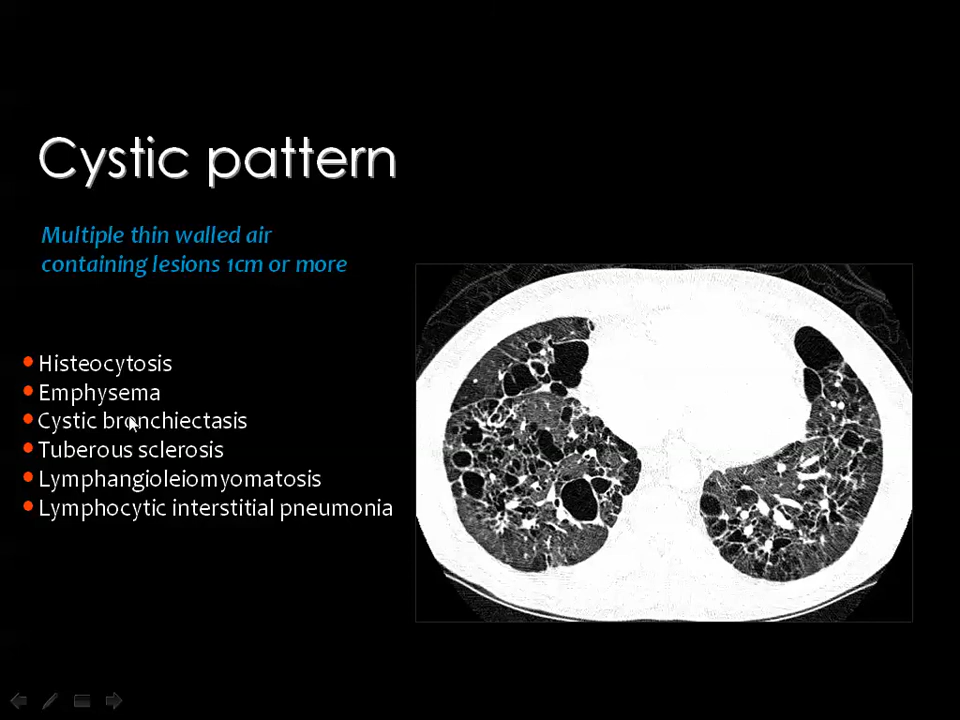 Cystic pattern
Multiple thin walled air
containing lesions 1cm or more
Histeocytosis
Emphysema
Cystic bronchiectasis
Tuberous sclerosis
Lymphangioleiomyomatosis
Lymphocytic interstitial pneumonia